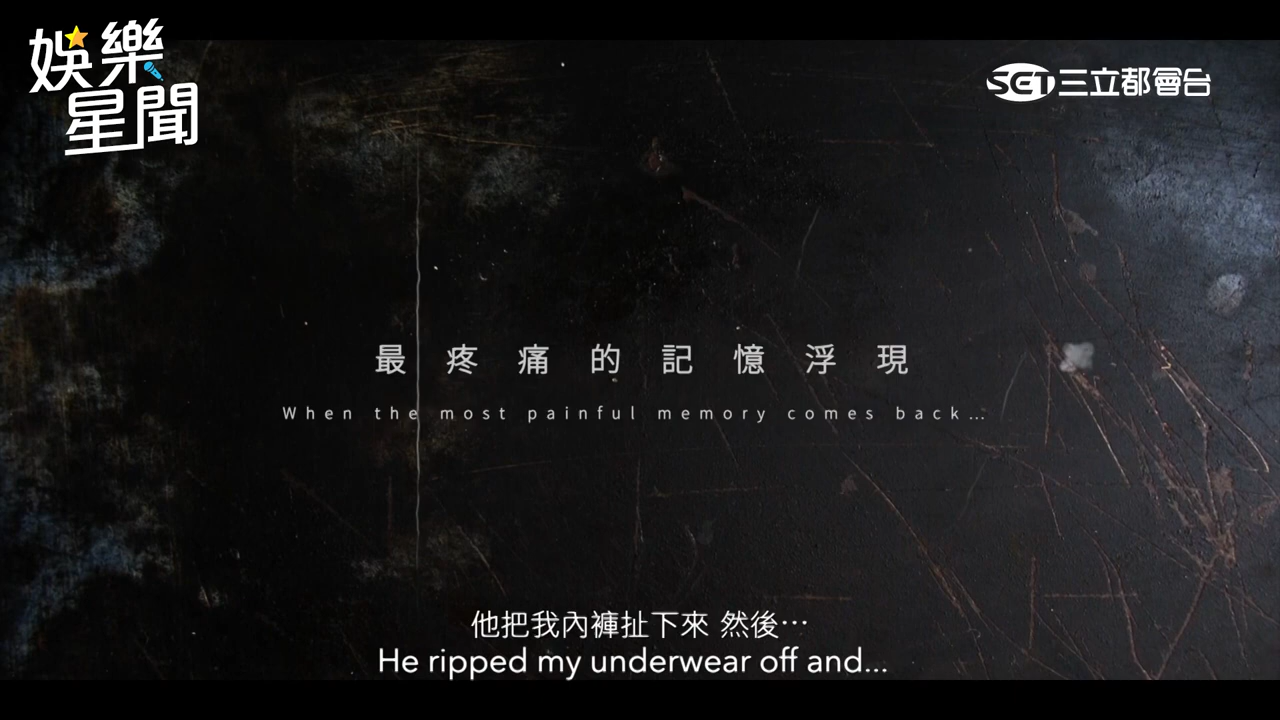 娛樂
星聞
SET三立都會台
最疼痛的記憶浮現
When the most painful memory comes back...
他把我內褲扯下來 然後…
He ripped my underwear off and...